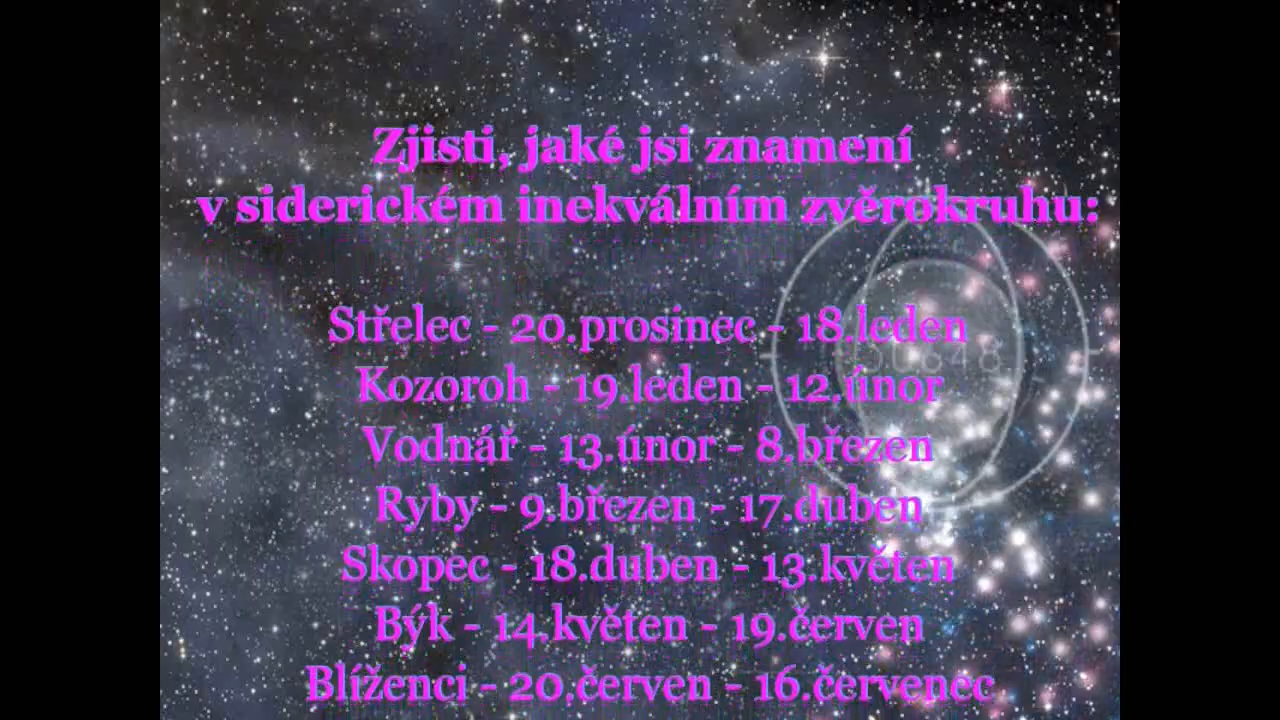 Zjisti, jaké jsi znamení
v siderickém inekválním zvěrokruhu:
Střelec - 20.prosinec - 18.leden
Kozoroh - 19.leden - 12.únor
Vodnář - 13.únor - 8.březen
Ryby - 9.březen - 17.duben
Skopec - 18.duben - 13.květen
Býk - 14.květen - 19.červen
Blíženci - 20.červen - 16.červenec